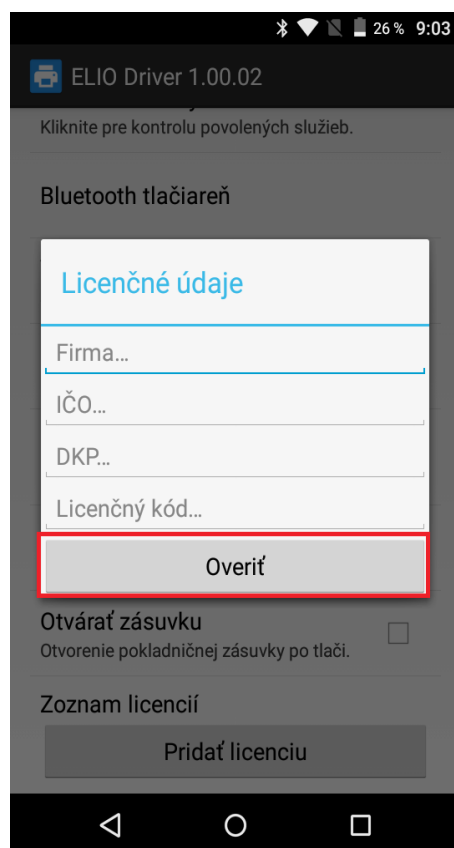 26 % 9:03
ELIO Driver 1.00.02
Kliknite pre kontrolu povolených služieb.
Bluetooth tlačiareň
Licenčné údaje
Firma...
IČO...
DKP...
Licenčný kód...
Overiť
Otvárať zásuvku
Otvorenie pokladničnej zásuvky po tlači.
Zoznam licencií
Pridať licenciu